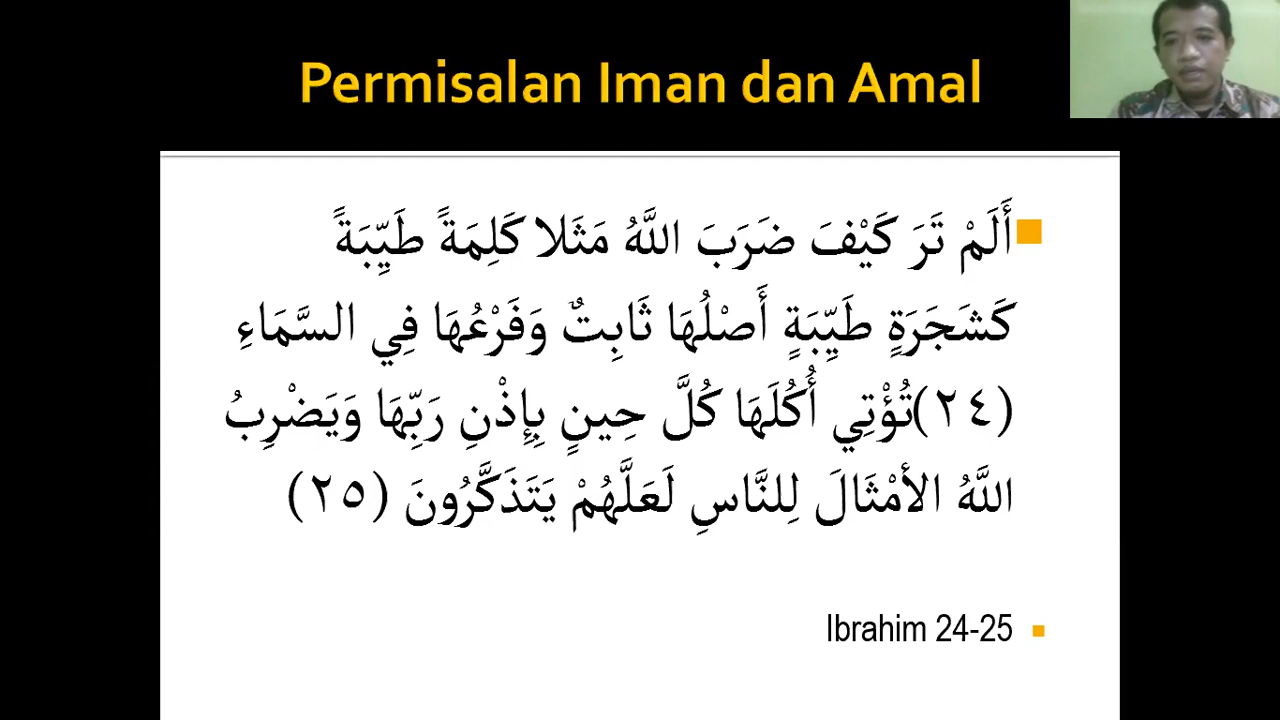 Permisalan Iman dan Amal
أَلَمْ تَرَ كَيْفَ ضَرَبَ اللَّهُ مَثَلا كَلِمَةً طَيِّبَةً
كَشَجَرَةٍ طَيِّبَةٍ أَصْلُهَا ثَابِتٌ وَفَرْعُهَا فِي السَّمَاءِ
(٢٤)تُؤْتِي أُكُلَهَا كُلَّ حِينٍ بِإِذْنِ رَبِّهَا وَيَضْرِبُ
اللَّهُ الأمْثَالَ لِلنَّاسِ لَعَلَّهُمْ يَتَذَكَّرُونَ (٢٥)
Ibrahim 24-25